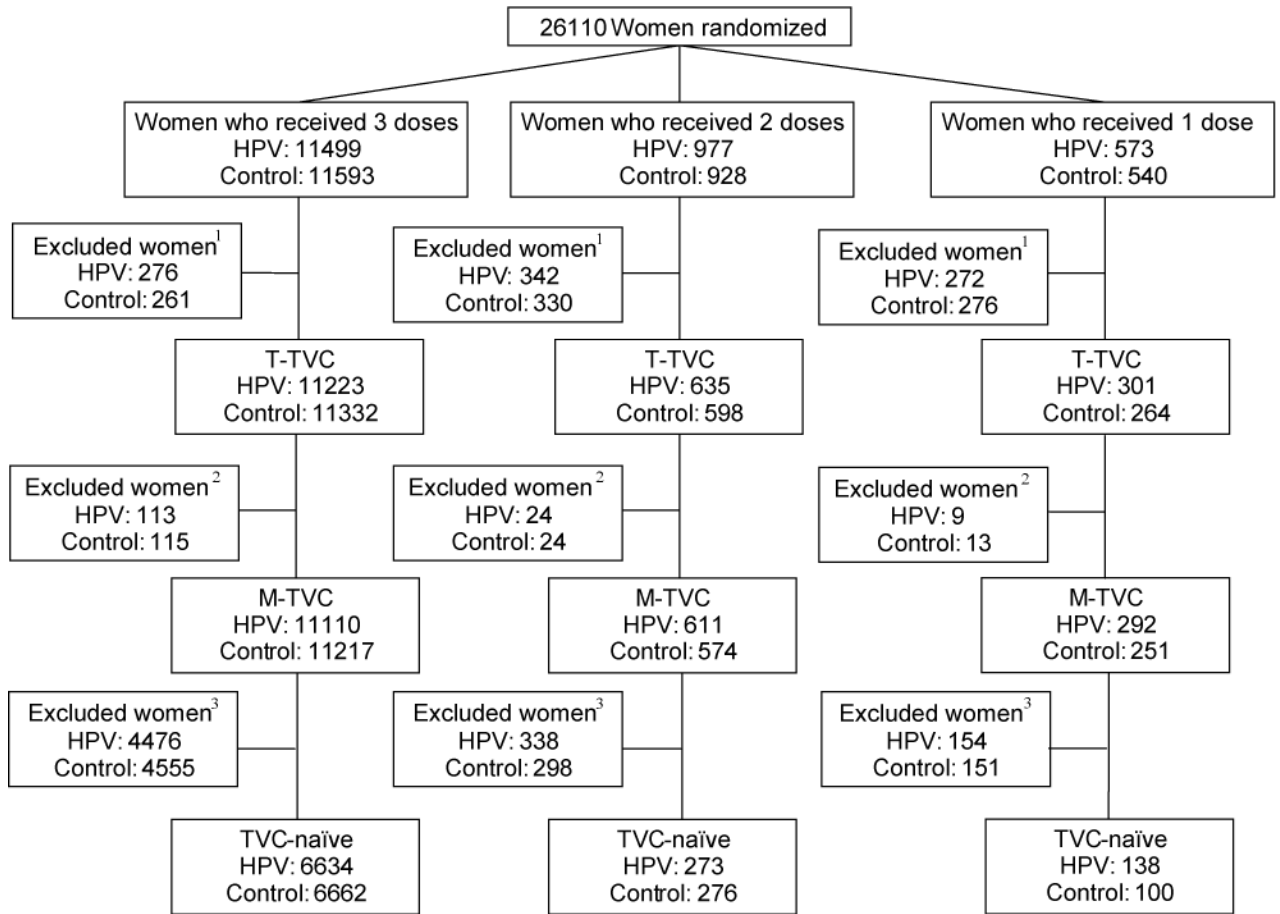 26110 Women randomized
Women who received 3 doses
HPV: 11499
Control: 11593
Women who received 2 doses
HPV: 977
Control: 928
Women who received 1 dose
HPV: 573
Control: 540
Excluded women1
HPV: 276
Control: 261
Excluded women1
HPV: 342
Control: 330
Excluded women1
HPV: 272
Control: 276
T-TVC
HPV: 11223
Control: 11332
T-TVC
HPV: 635
Control: 598
T-TVC
HPV: 301
Control: 264
Excluded women2
HPV: 113
Control: 115
Excluded women2
HPV: 24
Control: 24
Excluded women2
HPV: 9
Control: 13
M-TVC
HPV: 11110
Control: 11217
M-TVC
HPV: 611
Control: 574
M-TVC
HPV: 292
Control: 251
Excluded women3
HPV: 4476
Control: 4555
Excluded women3
HPV: 338
Control: 298
Excluded women3
HPV: 154
Control: 151
TVC-naïve
HPV: 6634
Control: 6662
TVC-naïve
HPV: 273
Control: 276
TVC-naïve
HPV: 138
Control: 100